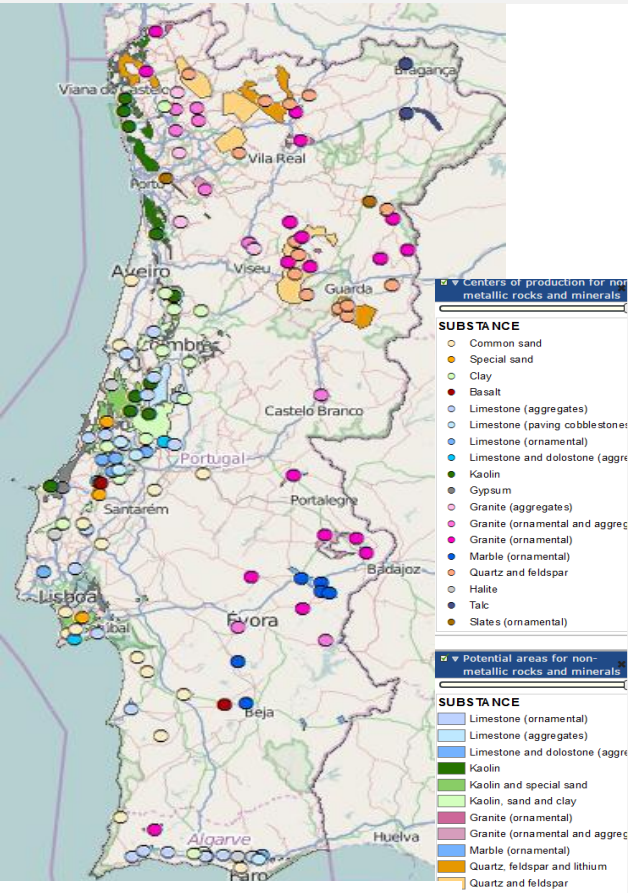 Bragança
Viana do Castelo
Vila Real
Porto
Aveiro
Viseu
Guarda
Centers of production for non
metallic rocks and minerals
SUBSTANCE
Common sand
Special sand
Clay
Basalt
Limestone (aggregates)
Limestone (paving cobblestones
Limestone (ornamental)
Limestone and dolostone (aggre
Kaolin
Gypsum
Granite (aggregates)
Granite (ornamental and aggreg
Granite (ornamental)
Marble (ornamental)
Quartz and feldspar
Halite
Talc
Slates (ornamental)
Castelo Branco
Portugal
Portalegre
Santarém
Badajoz
Lisboa
Évora
Beja
Potential areas for non-
metallic rocks and minerals
SUBSTANCE
Limestone (ornamental)
Limestone (aggregates)
Limestone and dolostone (aggre
Kaolin
Kaolin and special sand
Kaolin, sand and clay
Granite (ornamental)
Granite (ornamental and aggreg
Marble (ornamental)
Quartz, feldspar and lithium
Quartz and feldspar
Algarve
Huelva
Faro